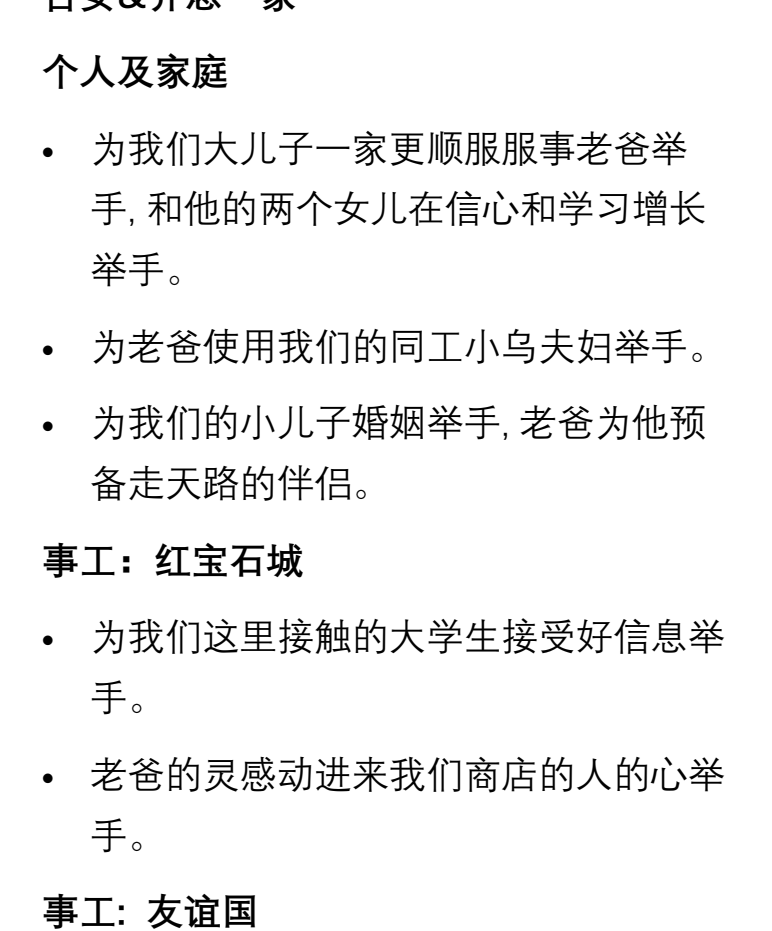 个人及家庭
• 为我们大儿子一家更顺服服事老爸举
手, 和他的两个女儿在信心和学习增长
举手。
• 为老爸使用我们的同工小乌夫妇举手。
• 为我们的小儿子婚姻举手, 老爸为他预
备走天路的伴侣。
事工：红宝石城
• 为我们这里接触的大学生接受好信息举
手。
• 老爸的灵感动进来我们商店的人的心举
手。
事工: 友谊国